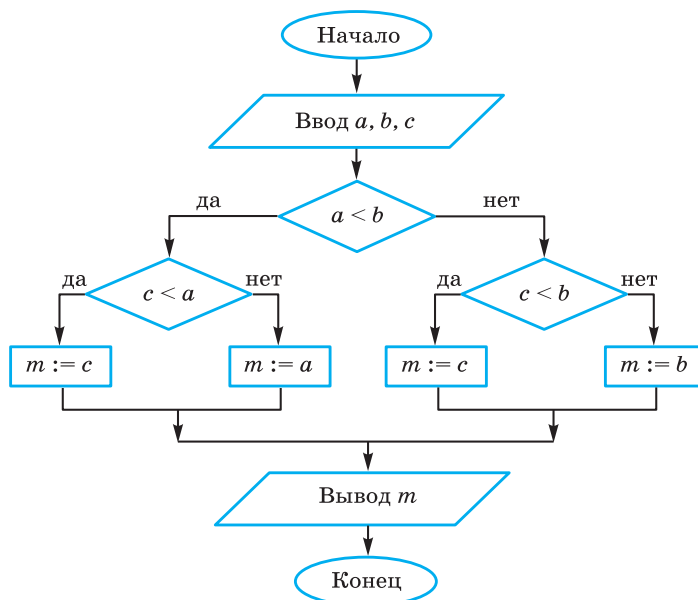 Начало
Ввод a, b, c
да
a < b
нет
да
c < a
нет
да
c < b
нет
m := c
m := a
m := c
m := b
Вывод m
Конец